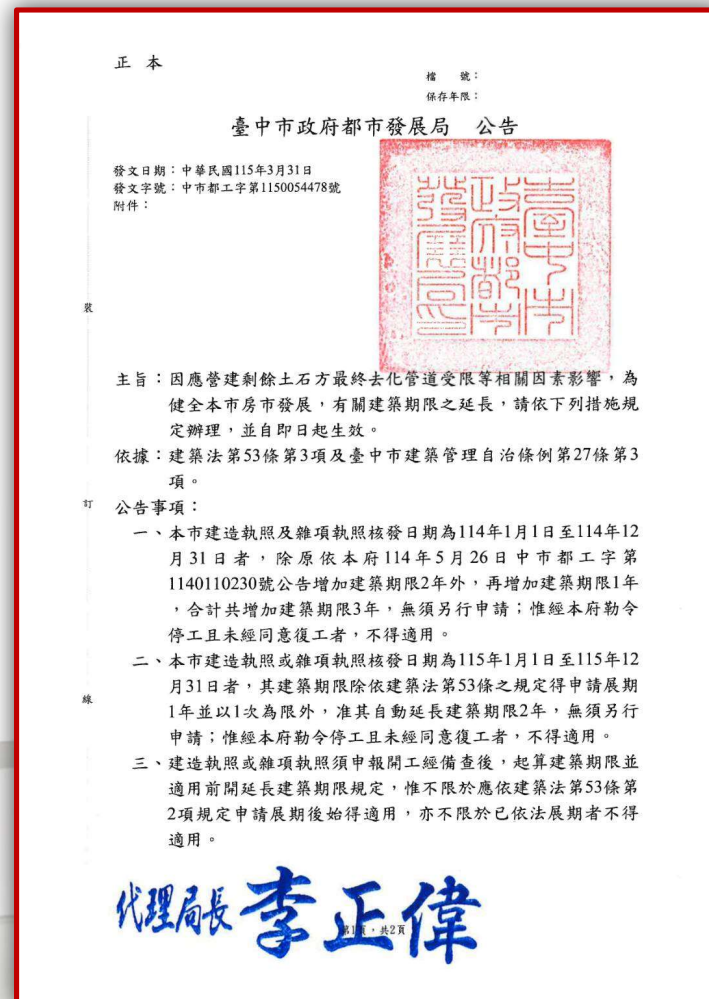 正 本
檔 號：
保存年限：
臺中市政府都市發展局 公告
發文日期：中華民國115年3月31日
發文字號：中市都工字第1150054478號
附件：
臺中市
政府都市
發展局印
主旨：因應營建剩餘土石方最終去化管道受限等相關因素影響，為
健全本市房市發展，有關建築期限之延長，請依下列措施規
定辦理，並自即日起生效。
依據：建築法第53條第3項及臺中市建築管理自治條例第27條第3
項。
公告事項：
一、本市建造執照及雜項執照核發日期為114年1月1日至114年12
月31日者，除原依本府114年5月26日中市都工字第
1140110230號公告增加建築期限2年外，再增加建築期限1年
，合計共增加建築期限3年，無須另行申請；惟經本府勒令
停工且未經同意復工者，不得適用。
二、本市建造執照或雜項執照核發日期為115年1月1日至115年12
月31日者，其建築期限除依建築法第53條之規定得申請展期
1年並以1次為限外，准其自動延長建築期限2年，無須另行
申請；惟經本府勒令停工且未經同意復工者，不得適用。
三、建造執照或雜項執照須申報開工經備查後，起算建築期限並
適用前開延長建築期限規定，惟不限於應依建築法第53條第
2項規定申請展期後始得適用，亦不限於已依法展期者不得
適用。
裝
訂
線
代理局長 李正偉
第1頁，共2頁